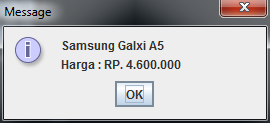 Message
Samsung Galxi A5
Harga : RP. 4.600.000
OK